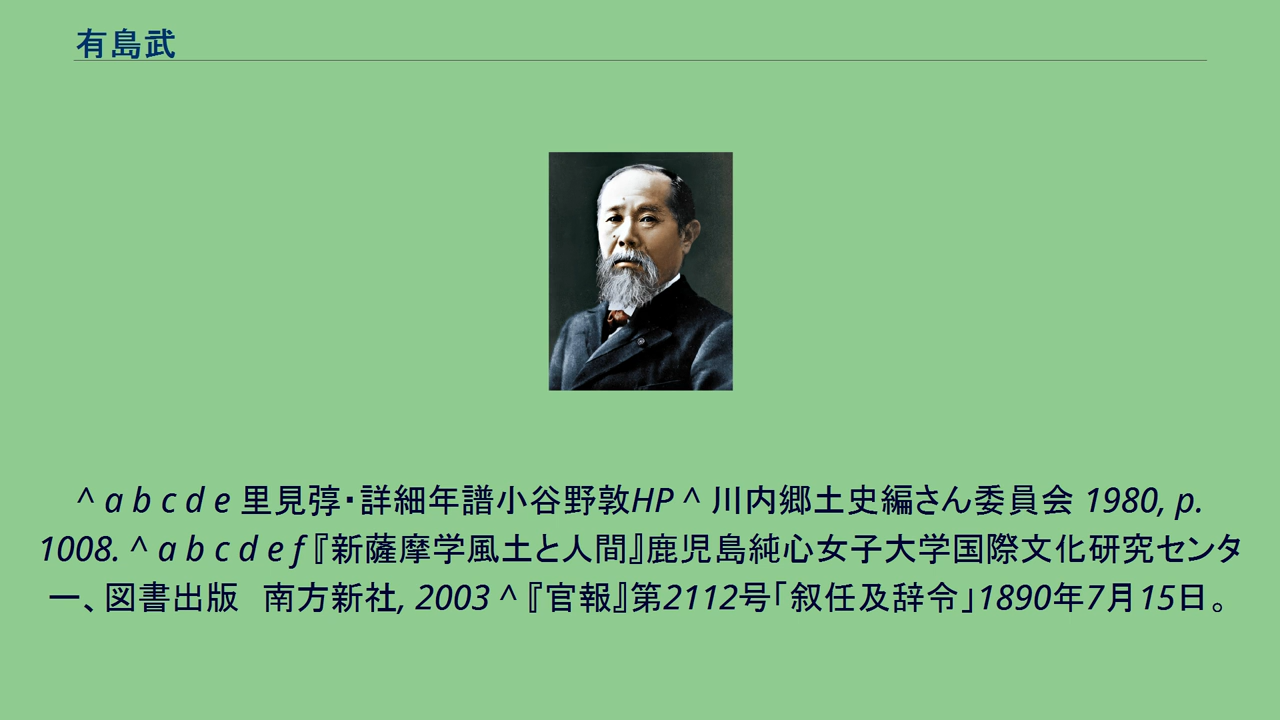 有島武
^ a b c d e 里見弴・詳細年譜小谷野敦HP ^ 川内郷土史編さん委員会 1980, p.
1008. ^ a b c d e f 『新薩摩学風土と人間』鹿児島純心女子大学国際文化研究センタ
ー、図書出版　南方新社, 2003 ^ 『官報』第2112号「叙任及辞令」1890年7月15日。